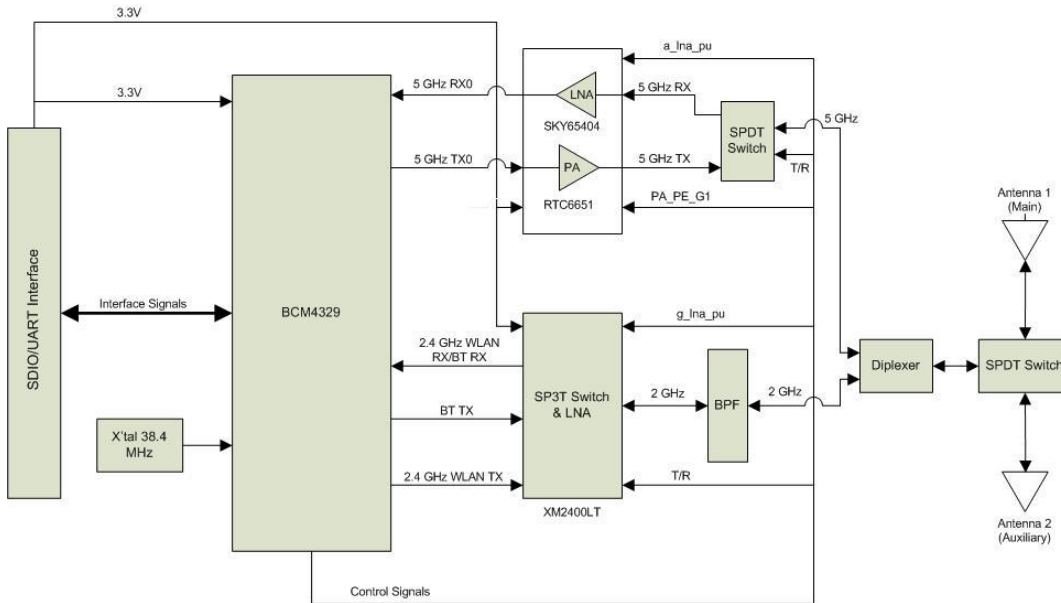 3.3V
3.3V
SDIO/UART Interface
Interface Signals
X'tal 38.4
MHz
BCM4329
5 GHz RX0
5 GHz TX0
2.4 GHz WLAN
RX/BT RX
BT TX
2.4 GHz WLAN TX
Control Signals
LNA
SKY65404
PA
RTC6651
a_lna_pu
5 GHz RX
5 GHz TX
SPDT
Switch
5 GHz
T/R
PA_PE_G1
g_lna_pu
SP3T Switch
& LNA
XM2400LT
2 GHz
BPF
2 GHz
T/R
Diplexer
Antenna 1
(Main)
SPDT Switch
Antenna 2
(Auxiliary)